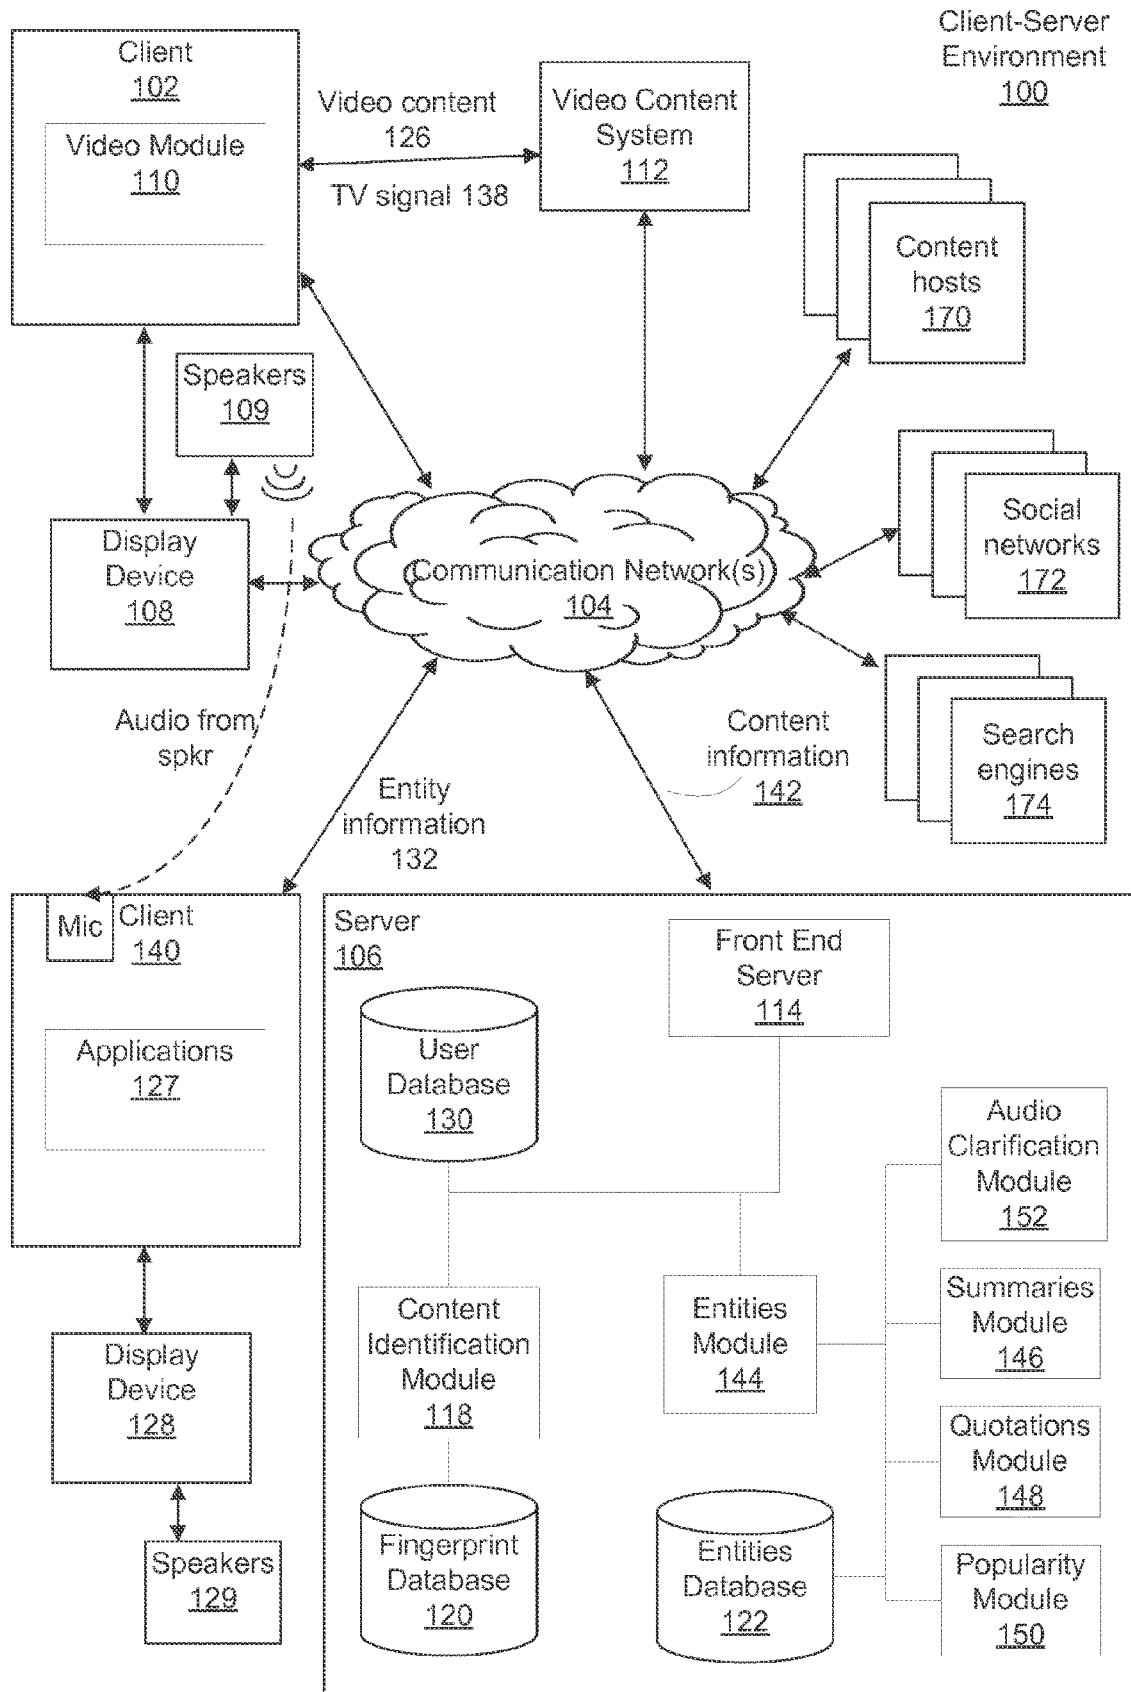 Client-Server
Environment
100
Client
102
Video Module
110
Video content
126
TV signal 138
Video Content
System
112
Content
hosts
170
Speakers
109
Display
Device
108
Communication Network(s)
104
Social
networks
172
Search
engines
174
Audio from
spkr
Entity
information
132
Content
information
142
Mic
Client
140
Applications
127
Display
Device
128
Speakers
129
Server
106
Front End
Server
114
User
Database
130
Audio
Clarification
Module
152
Content
Identification
Module
118
Entities
Module
144
Summaries
Module
146
Quotations
Module
148
Fingerprint
Database
120
Entities
Database
122
Popularity
Module
150